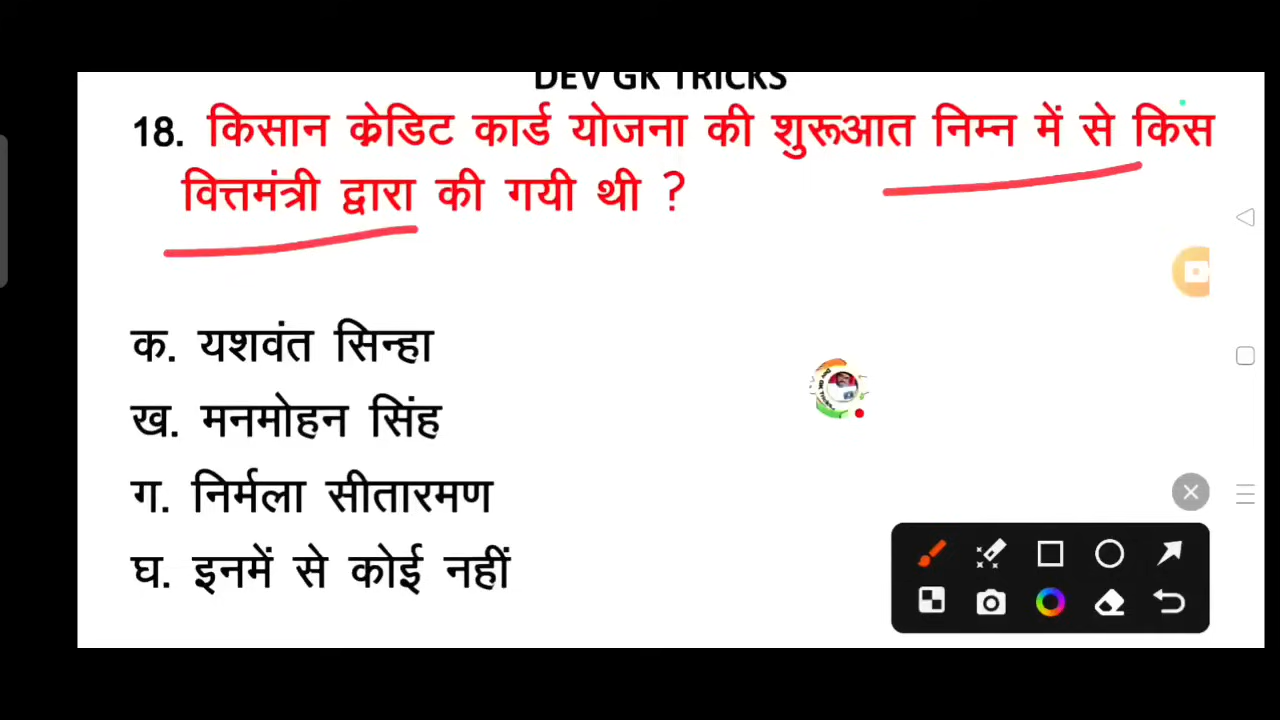 DEV GK TRICKS
18. किसान क्रेडिट कार्ड योजना की शुरूआत निम्न में से किस
वित्तमंत्री द्वारा की गयी थी ?
क. यशवंत सिन्हा
ख. मनमोहन सिंह
ग. निर्मला सीतारमण
घ. इनमें से कोई नहीं